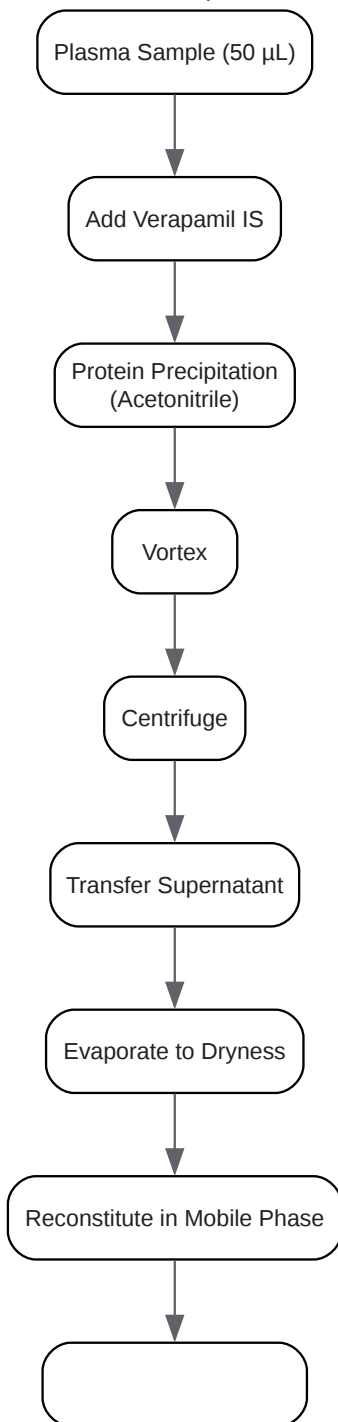 Plasma Sample (50 µL)
Add Verapamil IS
Protein Precipitation
(Acetonitrile)
Vortex
Centrifuge
Transfer Supernatant
Evaporate to Dryness
Reconstitute in Mobile Phase